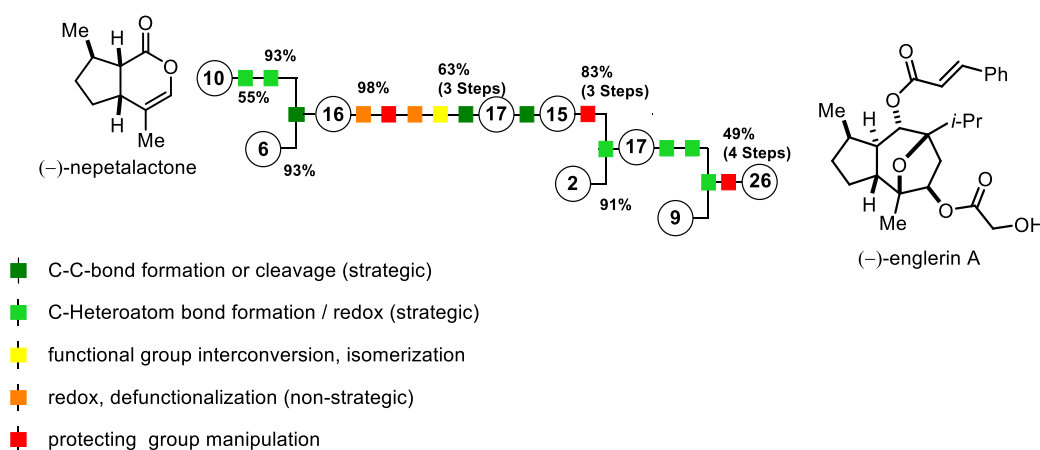 Me
H
O
O
H
Me
(−)-nepetalactone
10
55%
93%
6
93%
16
98%
63%
(3 Steps)
17
15
83%
(3 Steps)
2
91%
17
9
49%
(4 Steps)
26
O
Ph
O
Me
H
i-Pr
O
H
Me
O
O
OH
(−)-englerin A
C-C-bond formation or cleavage (strategic)
C-Heteroatom bond formation / redox (strategic)
functional group interconversion, isomerization
redox, defunctionalization (non-strategic)
protecting group manipulation